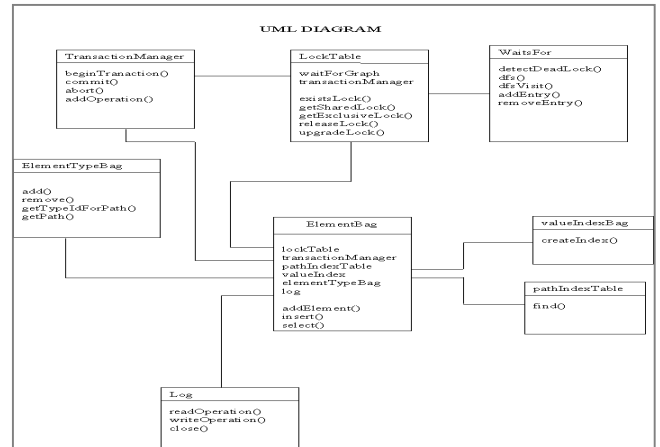 UML DIAGRAM
TransactionManager
beginTranaction()
commit()
abort()
addOperation()
LockTable
waitForGraph
transactionManager
existsLock()
getSharedLock()
getExclusiveLock()
releaseLock()
upgradeLock()
WaitsFor
detectDeadLock()
dfs()
dfsVisit()
addEntry()
removeEntry()
ElementTypeBag
add()
remove()
getTypeIdForPath()
getPath()
ElementBag
lockTable
transactionManager
pathIndexTable
valueIndex
elementTypeBag
log
addElement()
insert()
select()
valueIndexBag
createIndex()
pathIndexTable
find()
Log
readOperation()
writeOperation()
close()